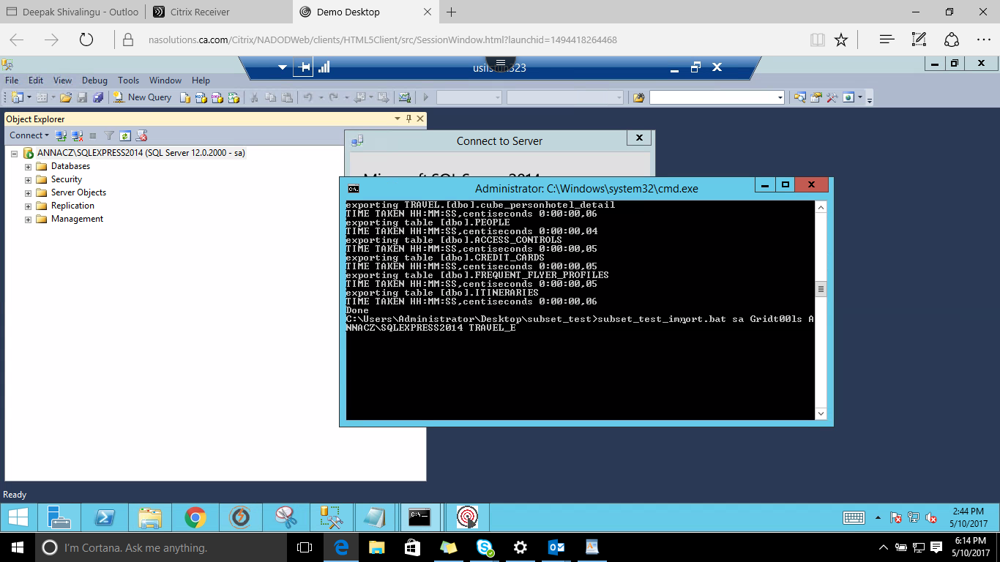 Deepak Shivalingu - Outloo
Citrix Receiver
Demo Desktop
nasolutions.ca.com/Citrix/NADODWeb/clients/HTML5Client/src/SessionWindow.html?launchid=1494418264468
File Edit View Debug Tools Window Help
New Query
Object Explorer
Connect
ANNACZ\SQLEXPRESS2014 (SQL Server 12.0.2000 - sa)
Databases
Security
Server Objects
Replication
Management
Connect to Server
Administrator: C:\Windows\system32\cmd.exe
exporting TRAVEL.[dbo].cube_personhotel_detail
TIME TAKEN HH:MM:SS,centiseconds 0:00:00,06
exporting table [dbo].PEOPLE
TIME TAKEN HH:MM:SS,centiseconds 0:00:00,04
exporting table [dbo].ACCESS_CONTROLS
TIME TAKEN HH:MM:SS,centiseconds 0:00:00,05
exporting table [dbo].CREDIT_CARDS
TIME TAKEN HH:MM:SS,centiseconds 0:00:00,05
exporting table [dbo].FREQUENT_FLYER_PROFILES
TIME TAKEN HH:MM:SS,centiseconds 0:00:00,05
exporting table [dbo].ITINERARIES
TIME TAKEN HH:MM:SS,centiseconds 0:00:00,06
Done
C:\Users\Administrator\Desktop\subset_test>subset_test_import.bat sa Gridt00ls A
NNACZ\SQLEXPRESS2014 TRAVEL_E
Ready
2:44 PM
5/10/2017
I'm Cortana. Ask me anything.
6:14 PM
5/10/2017